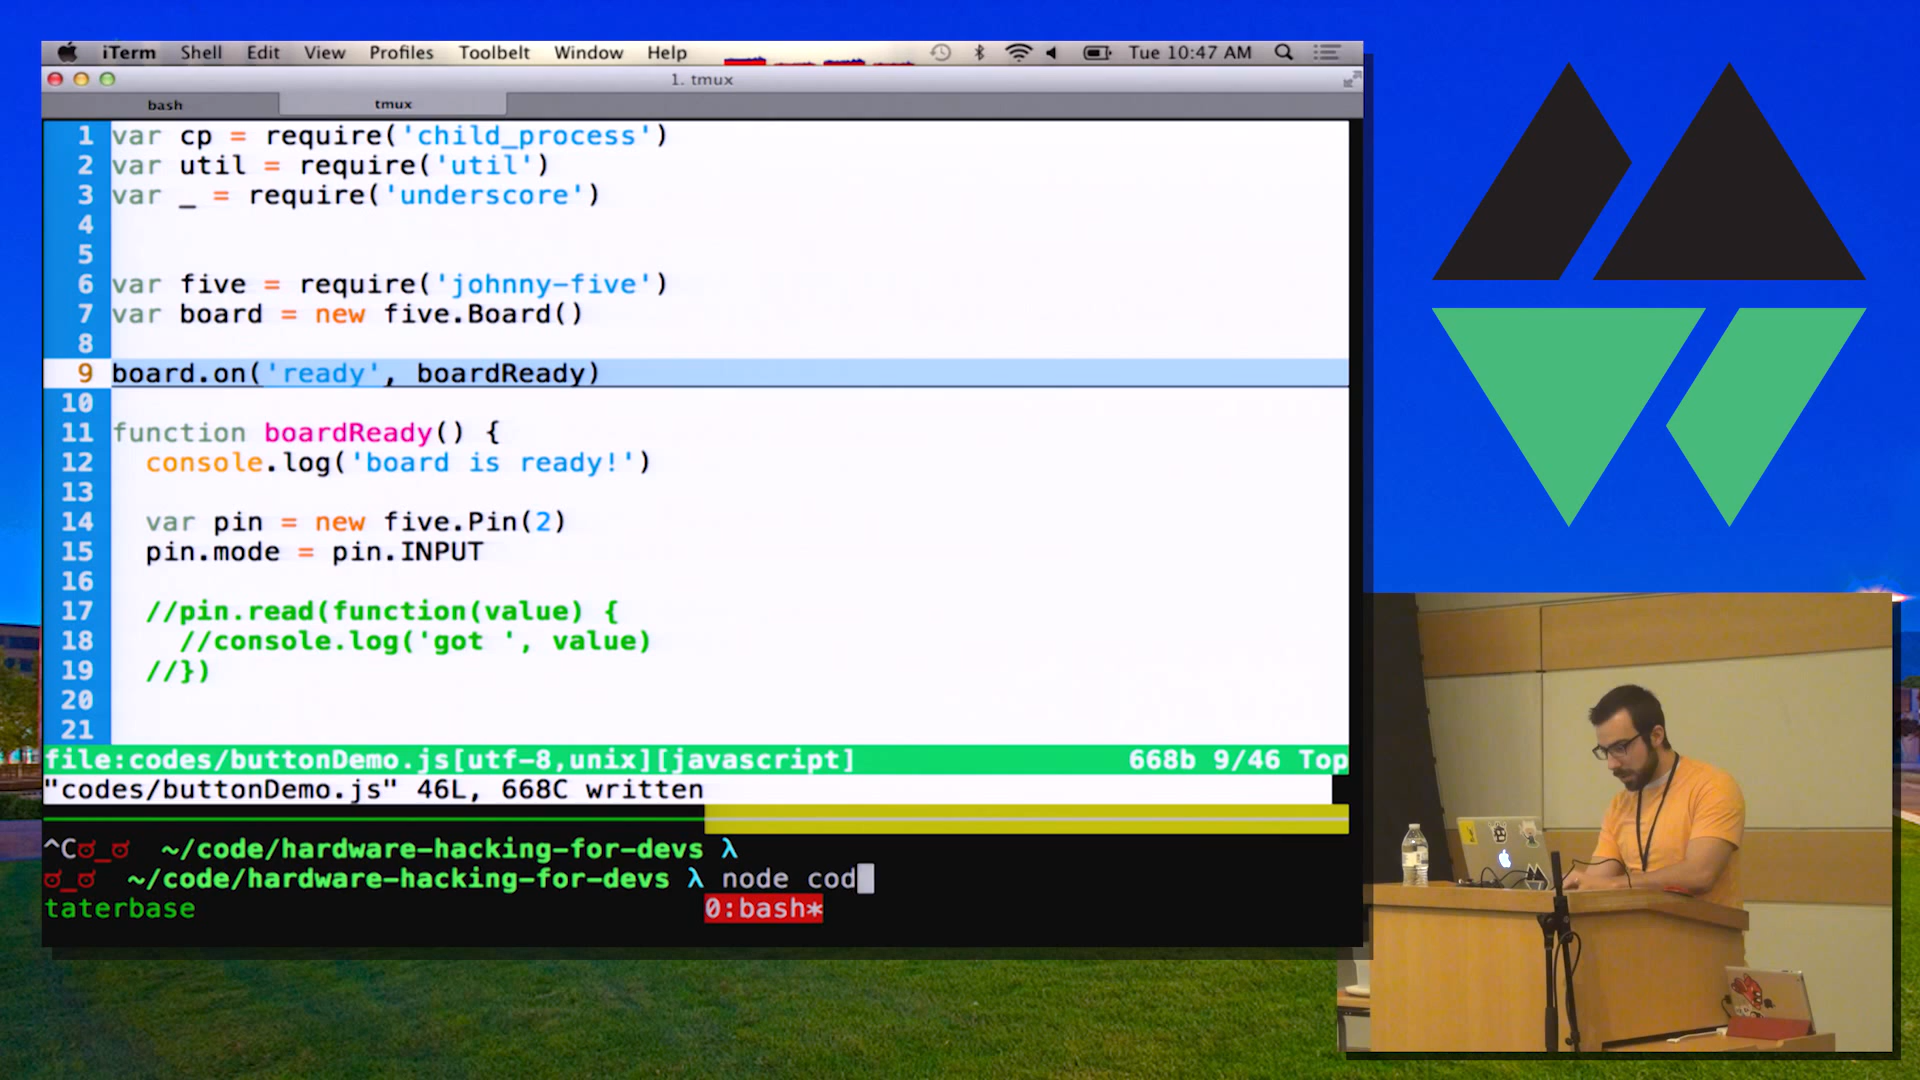 iTerm Shell Edit View Profiles Toolbelt Window Help Tue 10:47 AM
1. tmux
bash tmux
1 var cp = require('child_process')
2 var util = require('util')
3 var _ = require('underscore')
4
5
6 var five = require('johnny-five')
7 var board = new five.Board()
8
9 board.on('ready', boardReady)
10
11 function boardReady() {
12   console.log('board is ready!')
13
14   var pin = new five.Pin(2)
15   pin.mode = pin.INPUT
16
17   //pin.read(function(value) {
18     //console.log('got ', value)
19   //})
20
21
file:codes/buttonDemo.js[utf-8,unix][javascript] 668b 9/46 Top
"codes/buttonDemo.js" 46L, 668C written
^Cಠ_ಠ ~/code/hardware-hacking-for-devs λ
ಠ_ಠ ~/code/hardware-hacking-for-devs λ node cod
taterbase 0:bash*